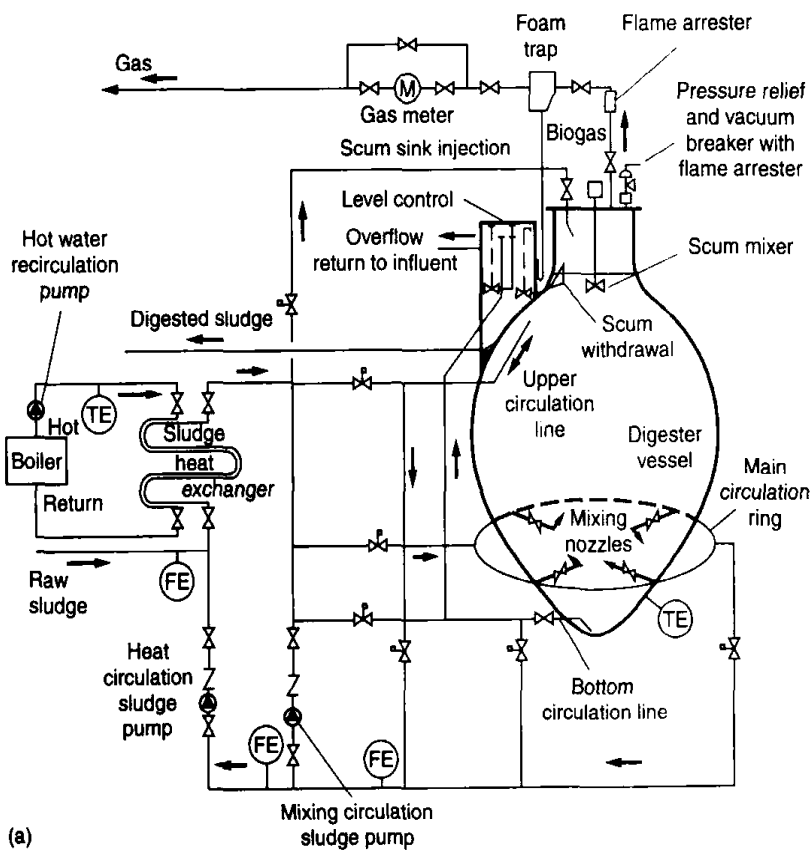 Foam
trap
Flame arrester
Gas
M
Gas meter
Biogas
Pressure relief
and vacuum
breaker with
flame arrester
Scum sink injection
Level control
Hot water
recirculation
pump
Overflow
return to influent
Scum mixer
Digested sludge
Scum
withdrawal
TE
Upper
circulation
line
Hot
Sludge
heat
exchanger
Boiler
Digester
vessel
Return
Main
circulation
ring
Mixing
nozzles
Raw
sludge
FE
TE
Heat
circulation
sludge
pump
Bottom
circulation line
FE
FE
Mixing circulation
sludge pump
(a)